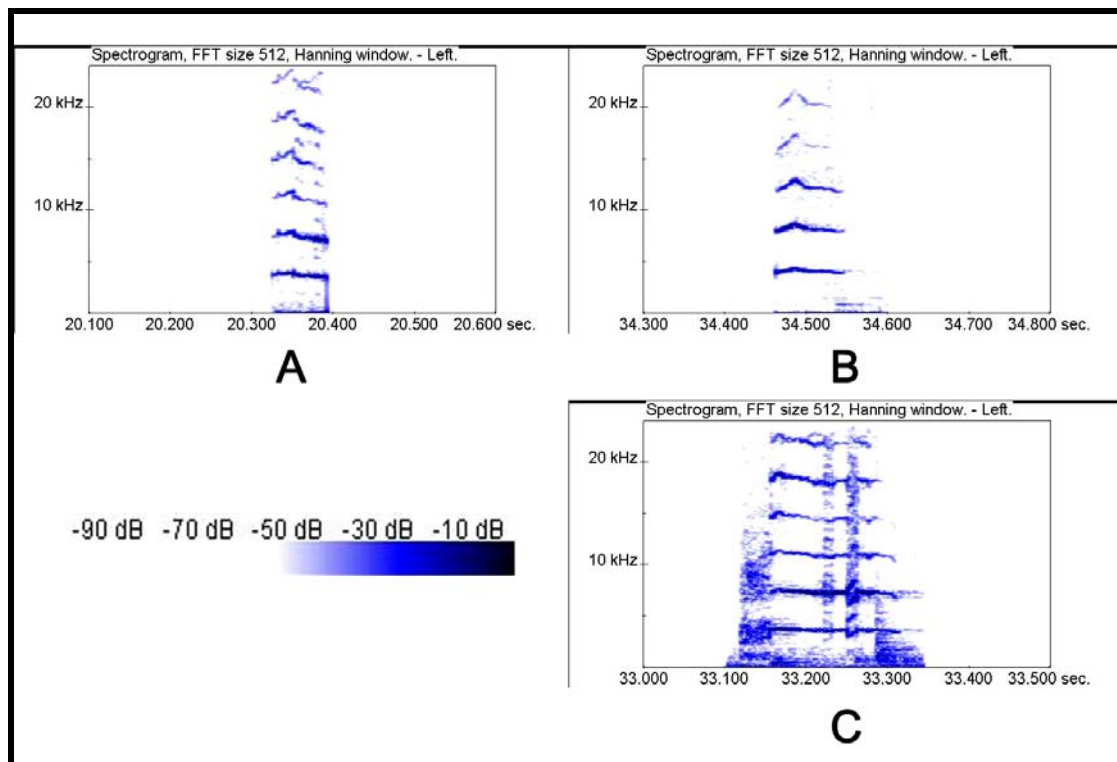 Spectrogram, FFT size 512, Hanning window. - Left.
20 kHz
10 kHz
20.100 20.200 20.300 20.400 20.500 20.600 sec.
A
Spectrogram, FFT size 512, Hanning window. - Left.
20 kHz
10 kHz
34.300 34.400 34.500 34.600 34.700 34.800 sec.
B
-90 dB -70 dB -50 dB -30 dB -10 dB
Spectrogram, FFT size 512, Hanning window. - Left.
20 kHz
10 kHz
33.000 33.100 33.200 33.300 33.400 33.500 sec.
C